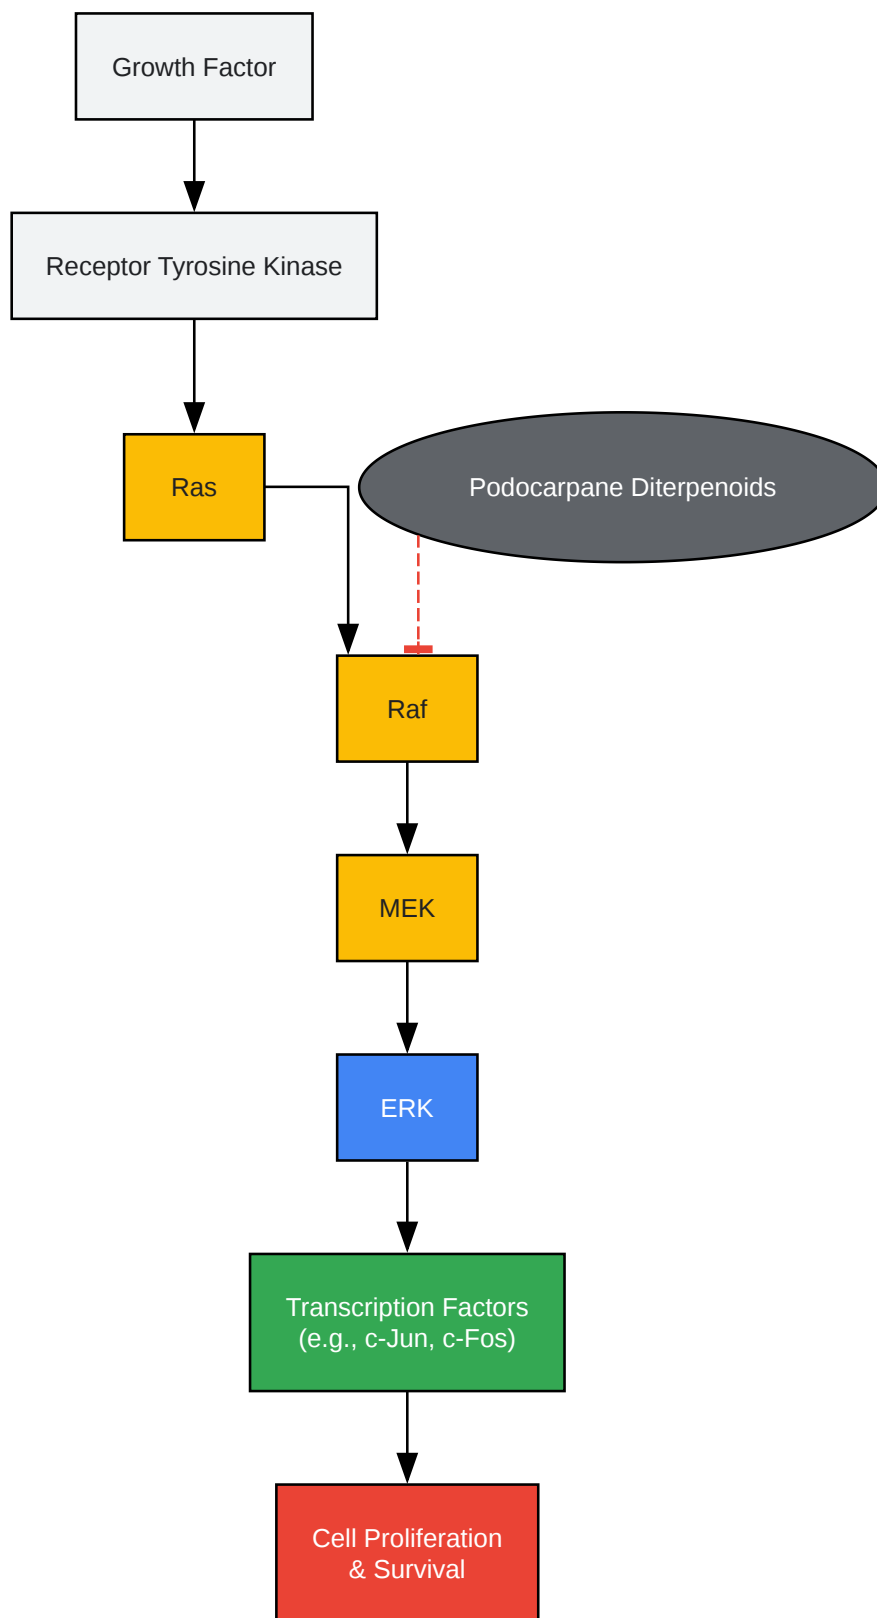 Growth Factor
Receptor Tyrosine Kinase
Ras
Podocarpane Diterpenoids
Raf
MEK
ERK
Transcription Factors
(e.g., c-Jun, c-Fos)
Cell Proliferation
& Survival